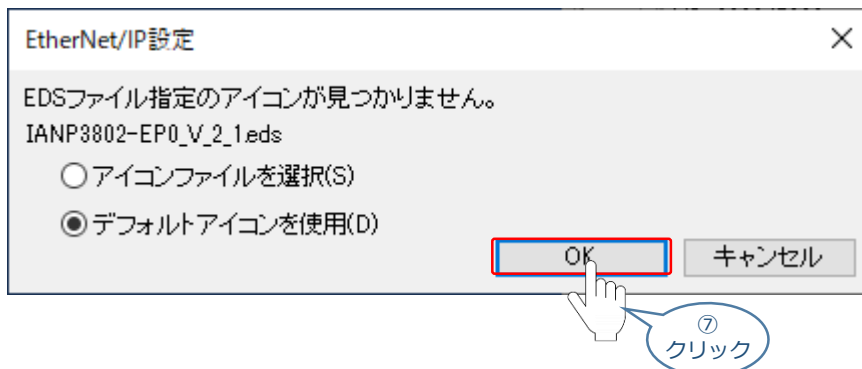 EtherNet/IP設定
EDSファイル指定のアイコンが見つかりません。
IANP3802-EP0_V_2_1.eds
アイコンファイルを選択(S)
デフォルトアイコンを使用(D)
OK
キャンセル
⑦
クリック